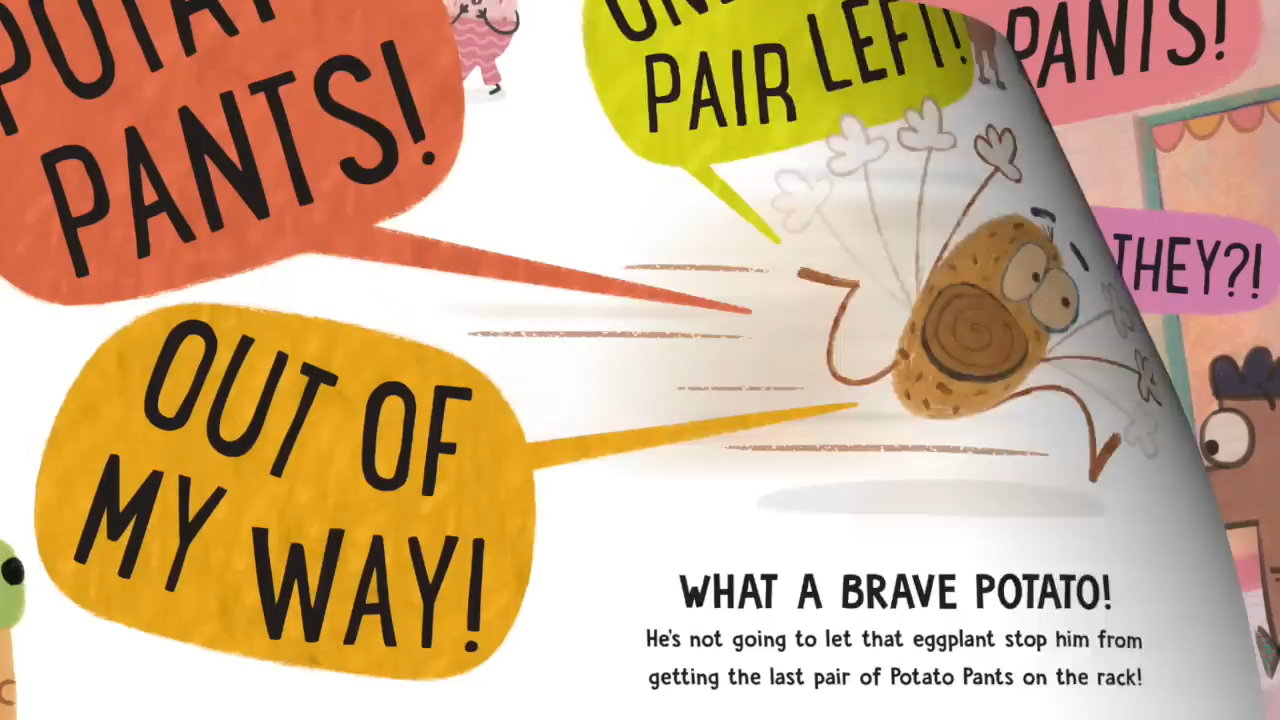 PANTS!
PAIR LEFT!
PANTS!
THEY?!
OUT OF
MY WAY!
WHAT A BRAVE POTATO!
He's not going to let that eggplant stop him from
getting the last pair of Potato Pants on the rack!